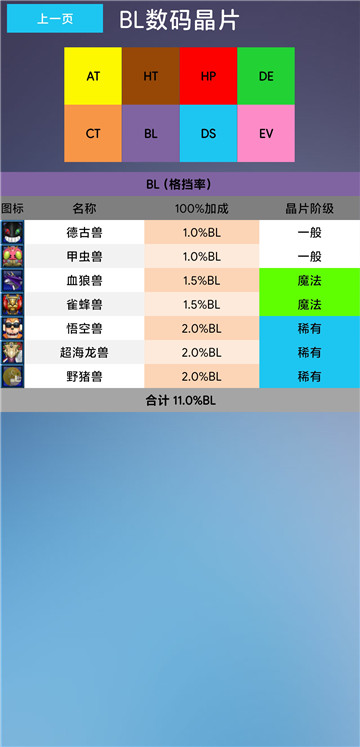 上一页 BL数码晶片
AT HT HP DE
CT BL DS EV
BL (格挡率)
图标 名称 100%加成 晶片阶级
德古兽 1.0%BL 一般
甲虫兽 1.0%BL 一般
血狼兽 1.5%BL 魔法
雀蜂兽 1.5%BL 魔法
悟空兽 2.0%BL 稀有
超海龙兽 2.0%BL 稀有
野猪兽 2.0%BL 稀有
合计 11.0%BL